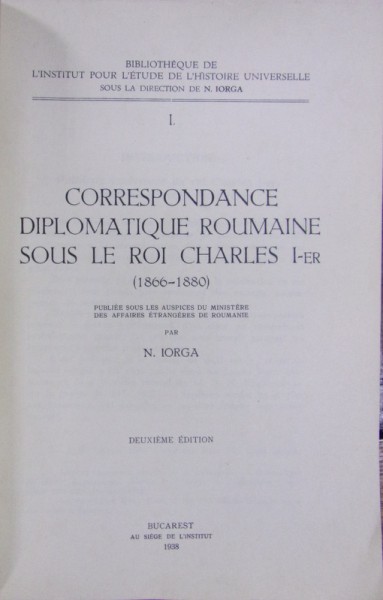 BIBLIOTHÈQUE DE
L'INSTITUT POUR L'ÉTUDE DE L'HISTOIRE UNIVERSELLE
SOUS LA DIRECTION DE N. IORGA
I.
CORRESPONDANCE
DIPLOMATIQUE ROUMAINE
SOUS LE ROI CHARLES I-ER
(1866-1880)
PUBLIÉE SOUS LES AUSPICES DU MINISTÈRE
DES AFFAIRES ÉTRANGÈRES DE ROUMANIE
PAR
N. IORGA
DEUXIÈME ÉDITION
BUCAREST
AU SIÈGE DE L'INSTITUT
1938